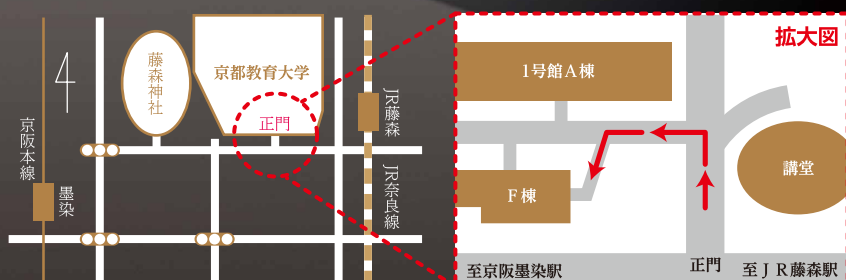 京阪本線
墨染
藤森神社
京都教育大学
正門
JR藤森
JR奈良線
拡大図
1号館A棟
F棟
講堂
正門
至京阪墨染駅
至JR藤森駅